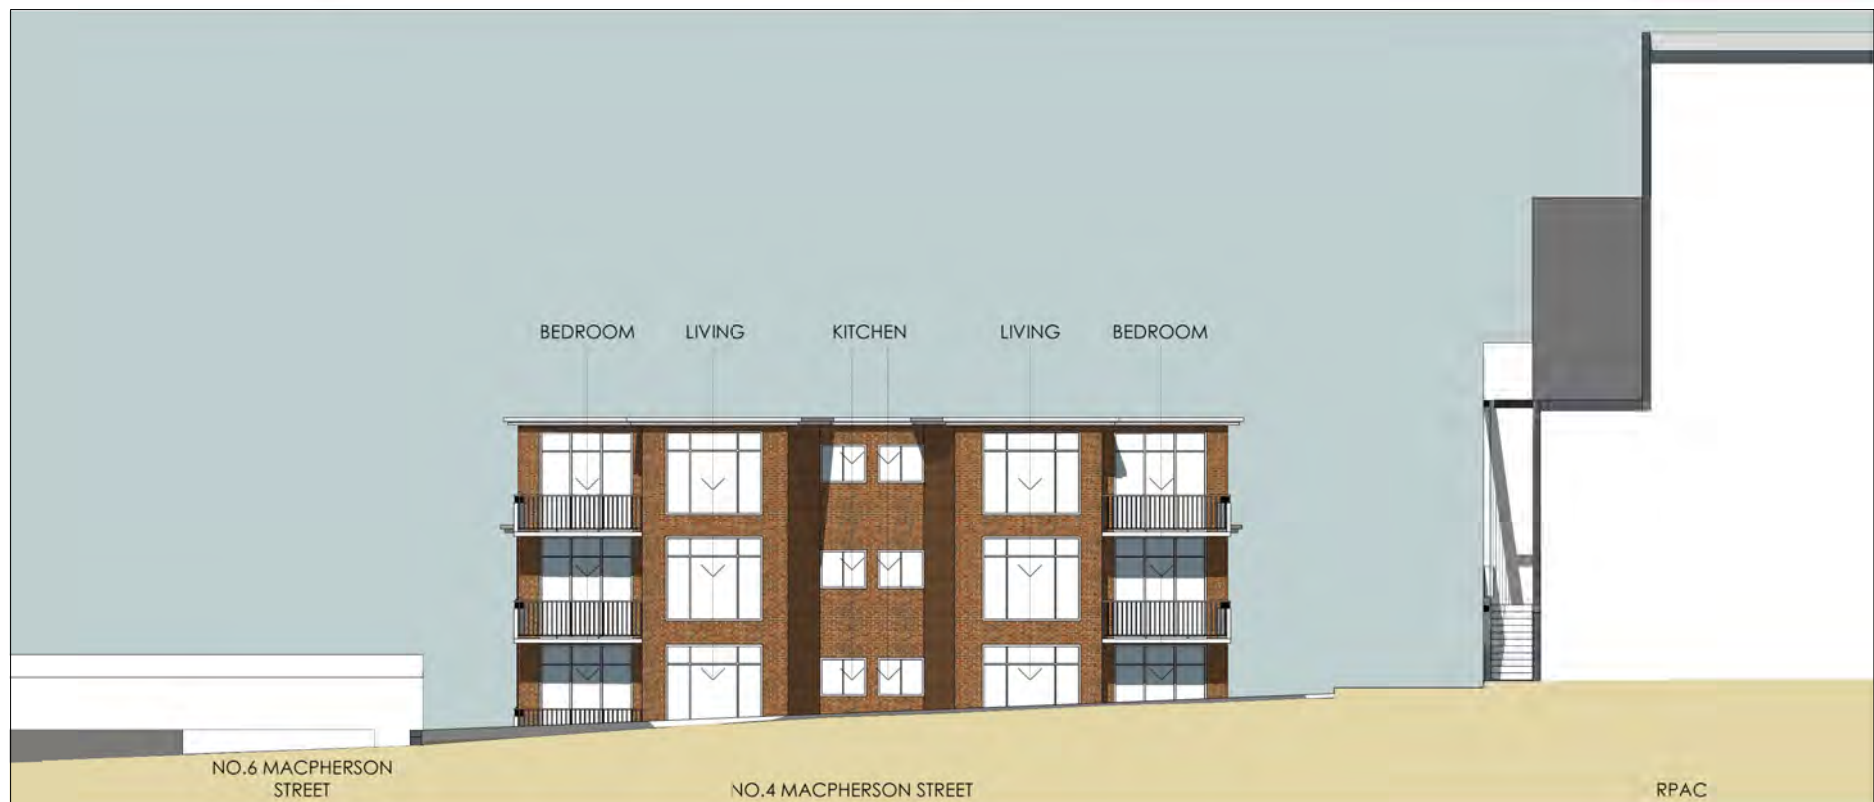 BEDROOM
LIVING
KITCHEN
LIVING
BEDROOM
NO.6 MACPHERSON
STREET
NO.4 MACPHERSON STREET
RPAC